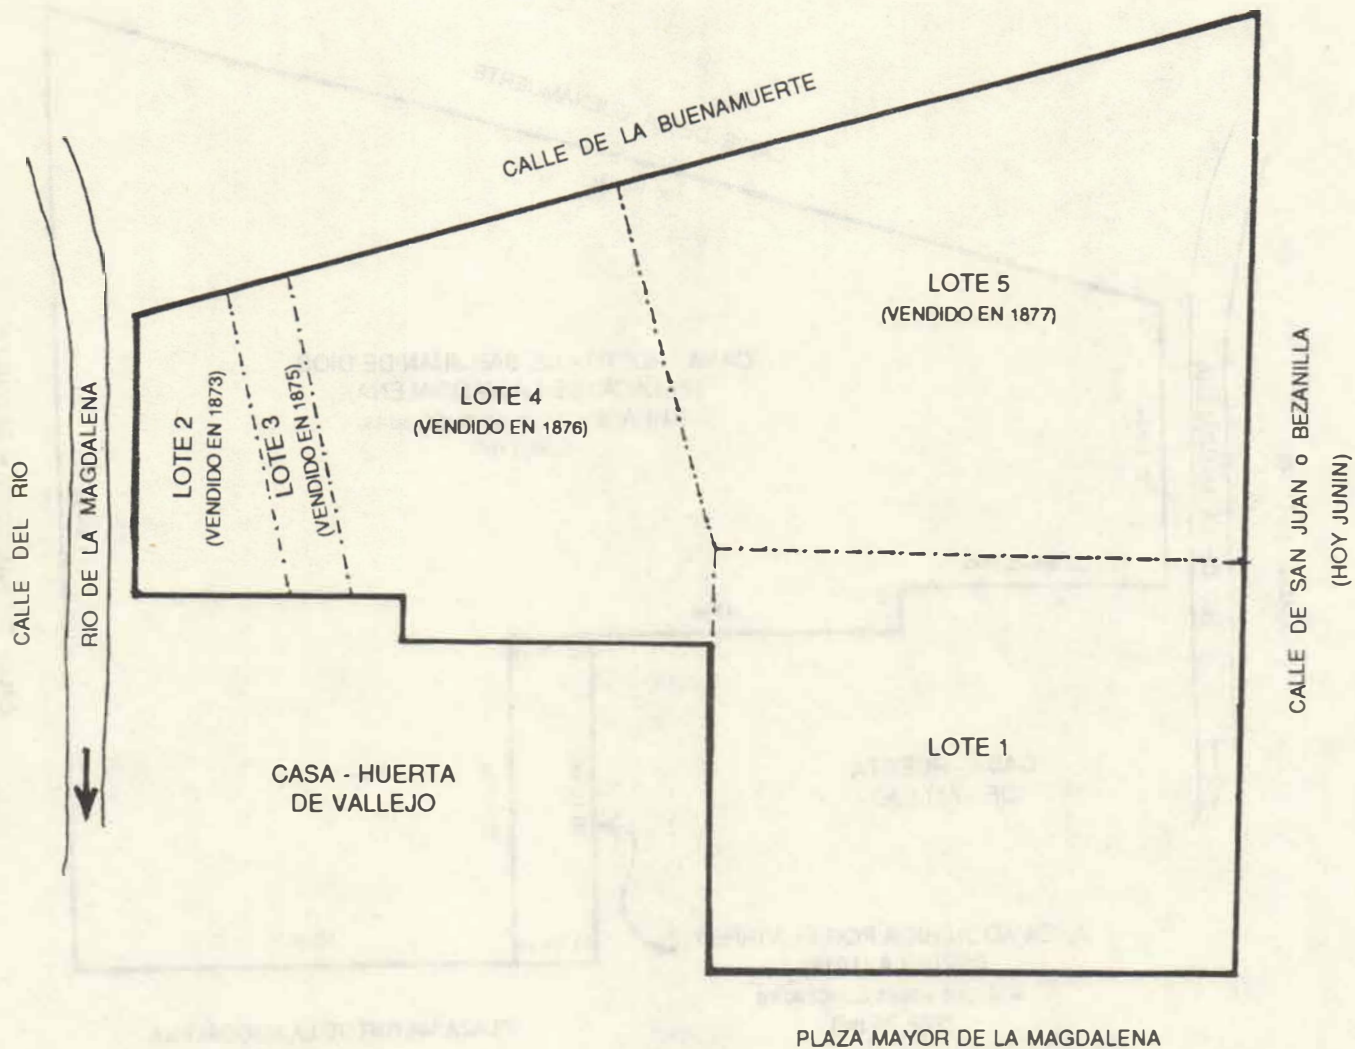 CALLE DE LA BUENAMUERTE
LOTE 5
(VENDIDO EN 1877)
LOTE 4
(VENDIDO EN 1876)
LOTE 2
(VENDIDO EN 1873)
LOTE 3
(VENDIDO EN 1875)
CALLE DEL RIO
RIO DE LA MAGDALENA
CALLE DE SAN JUAN o BEZANILLA
(HOY JUNIN)
CASA - HUERTA
DE VALLEJO
LOTE 1
PLAZA MAYOR DE LA MAGDALENA